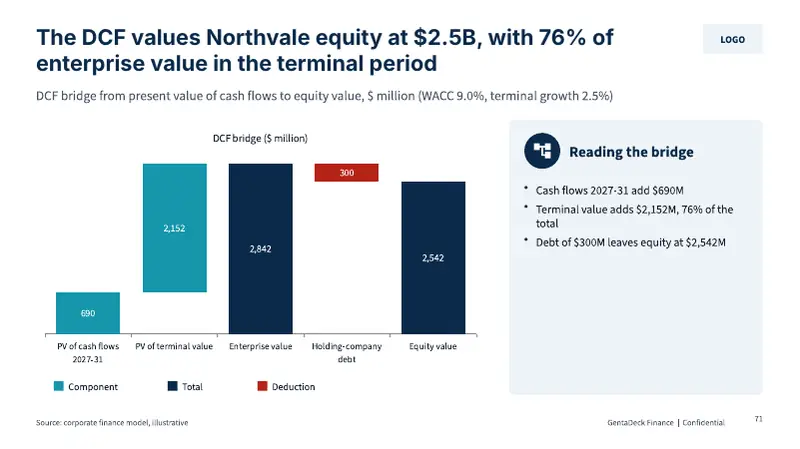 The DCF values Northvale equity at $2.5B, with 76% of
enterprise value in the terminal period
LOGO
DCF bridge from present value of cash flows to equity value, $ million (WACC 9.0%, terminal growth 2.5%)
DCF bridge ($ million)
690
2,152
2,842
300
2,542
PV of cash flows
2027-31
PV of terminal value
Enterprise value
Holding-company
debt
Equity value
Component
Total
Deduction
Reading the bridge
• Cash flows 2027-31 add $690M
• Terminal value adds $2,152M, 76% of the
total
• Debt of $300M leaves equity at $2,542M
Source: corporate finance model, illustrative
GentaDeck Finance | Confidential
71